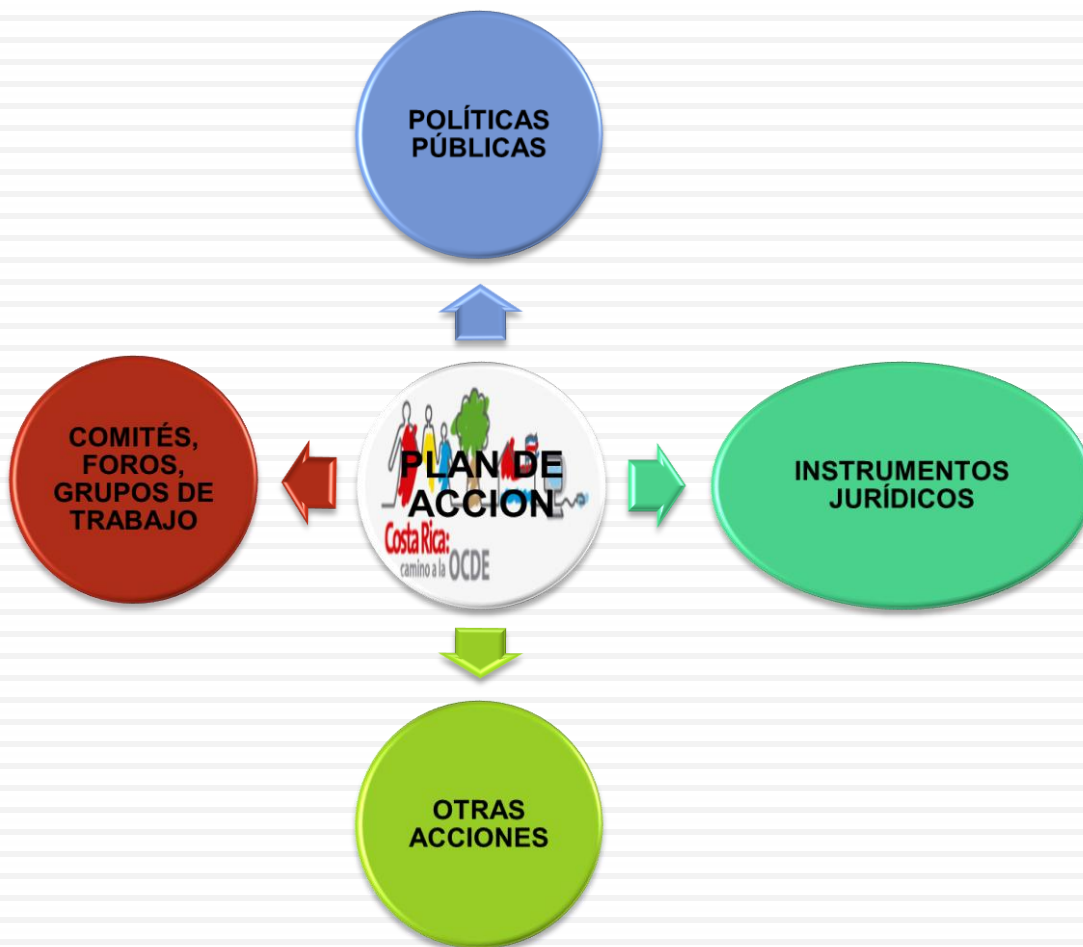 POLÍTICAS
PÚBLICAS
COMITÉS,
FOROS,
GRUPOS DE
TRABAJO
PLAN DE
ACCION
Costa Rica:
camino a la OCDE
INSTRUMENTOS
JURÍDICOS
OTRAS
ACCIONES